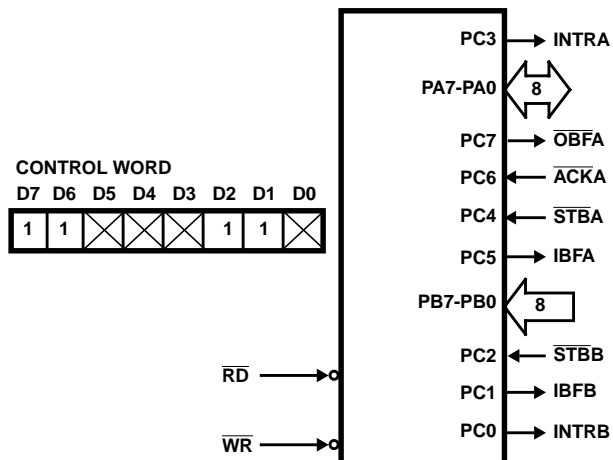 PC3 INTRA
PA7-PA0 8
PC7 OBFA
CONTROL WORD
PC6 ACKA
D7 D6 D5 D4 D3 D2 D1 D0
PC4 STBA
1 1 1 1
PC5 IBFA
PB7-PB0 8
PC2 STBB
RD
PC1 IBFB
PC0 INTRB
WR